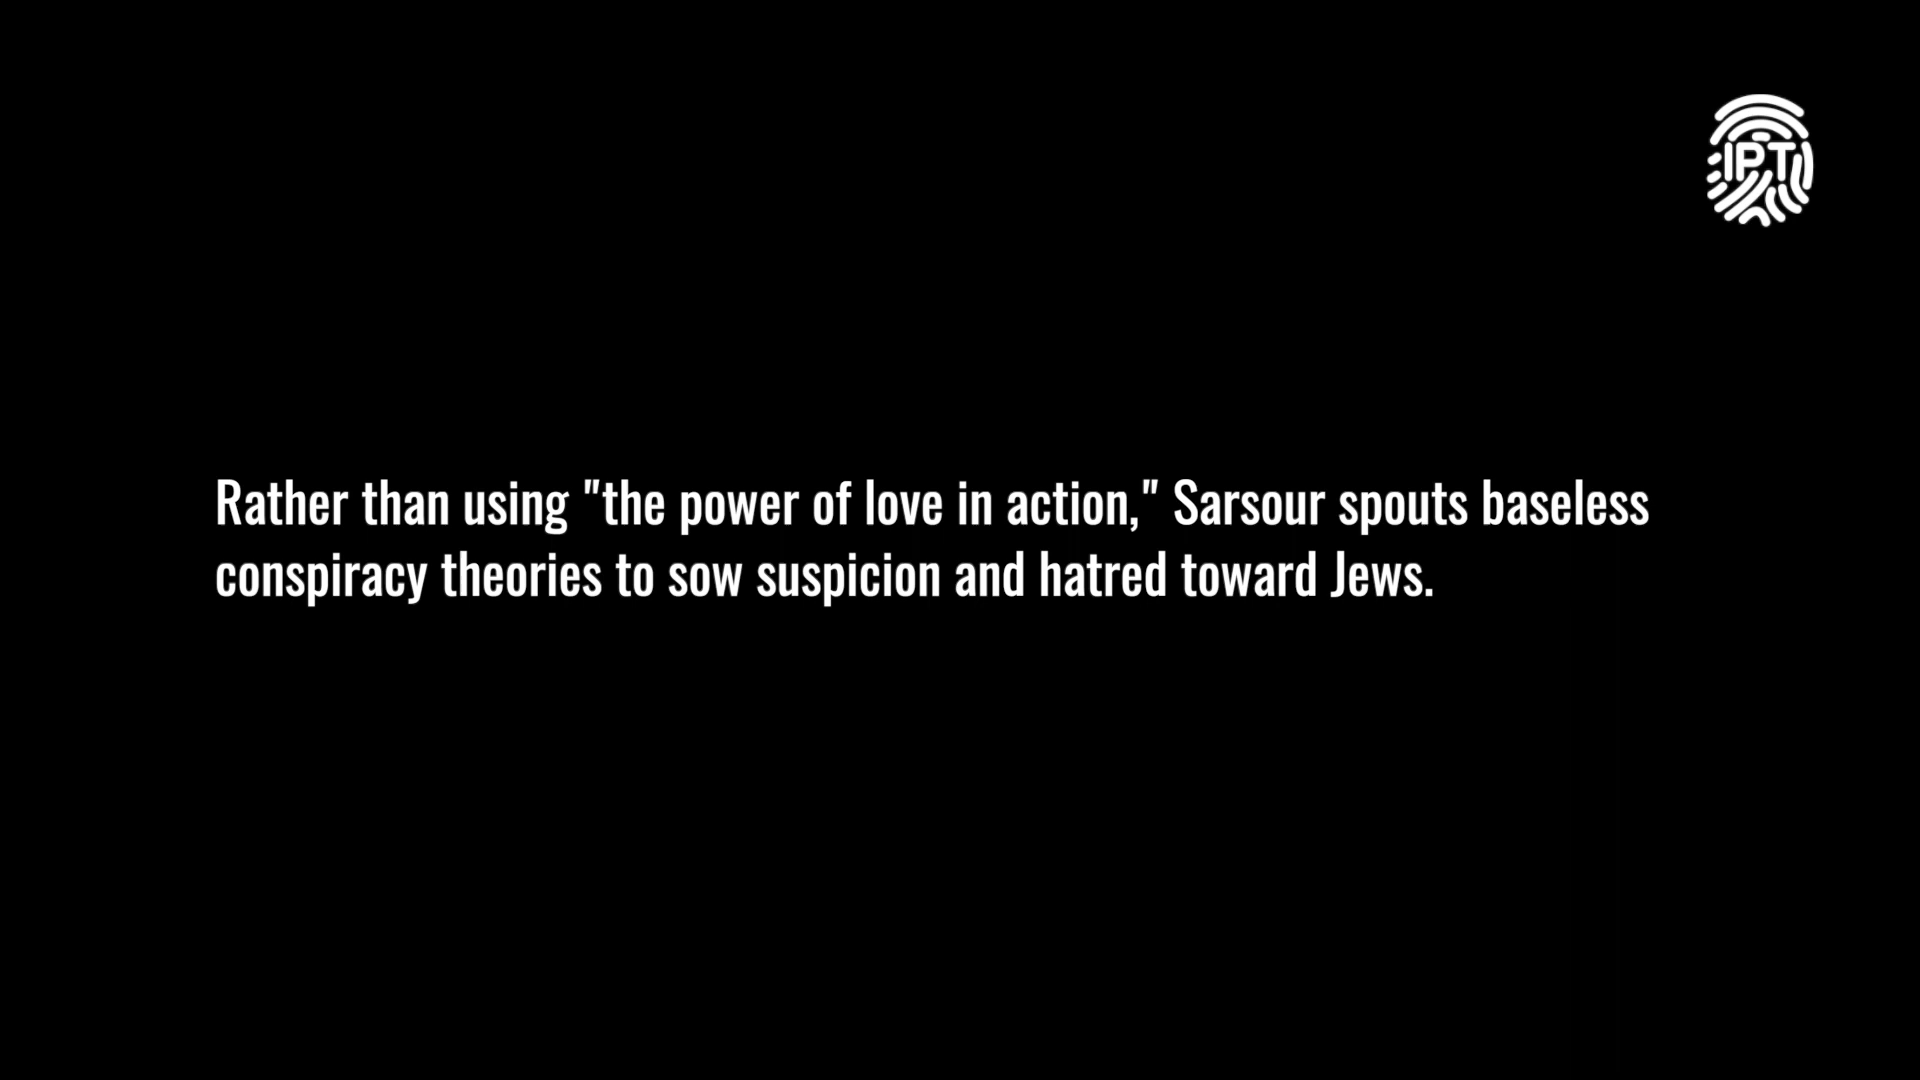 IPT
Rather than using "the power of love in action," Sarsour spouts baseless
conspiracy theories to sow suspicion and hatred toward Jews.